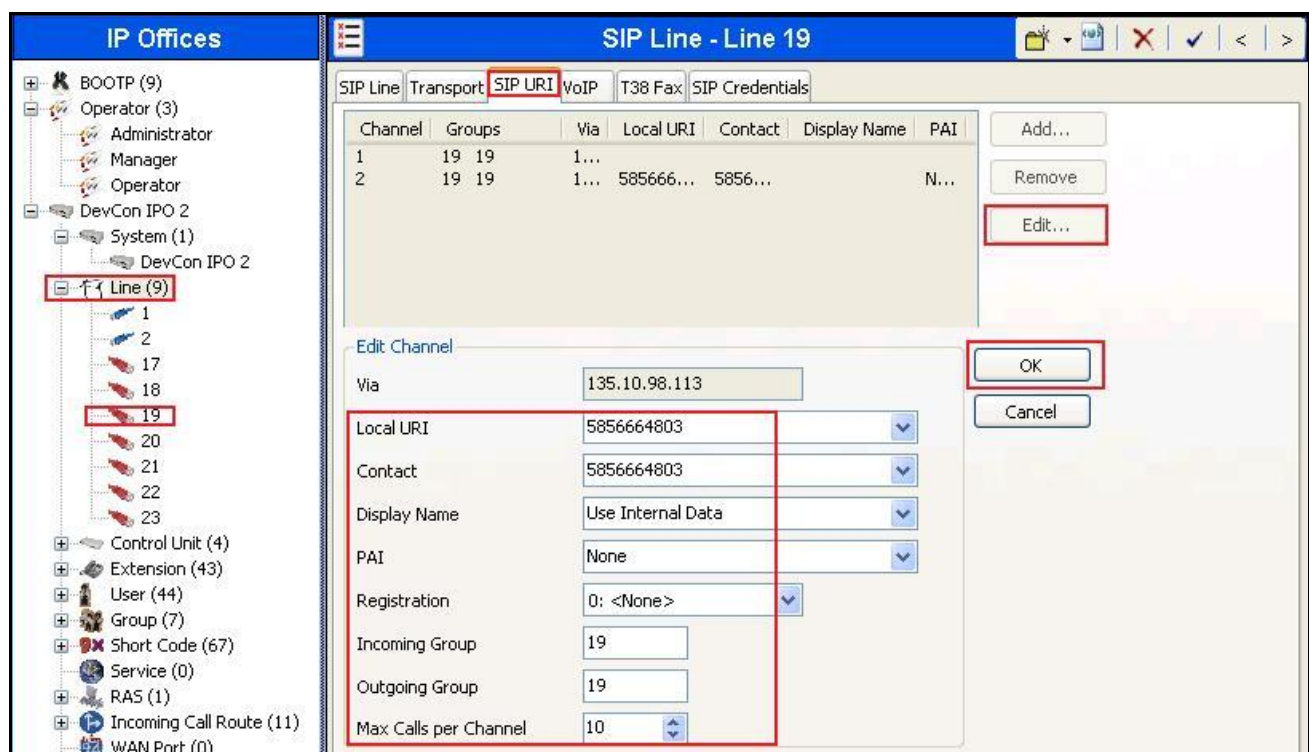 IP Offices
BOOTP (9)
Operator (3)
Administrator
Manager
Operator
DevCon IPO 2
System (1)
DevCon IPO 2
Line (9)
1
2
17
18
19
20
21
22
23
Control Unit (4)
Extension (43)
User (44)
Group (7)
Short Code (67)
Service (0)
RAS (1)
Incoming Call Route (11)
WAN Port (0)
SIP Line - Line 19
SIP Line Transport SIP URI VoIP T38 Fax SIP Credentials
Channel Groups Via Local URI Contact Display Name PAI
1 19 19 1...
2 19 19 1... 585666... 5856... N...
Add...
Remove
Edit...
Edit Channel
Via 135.10.98.113
Local URI 5856664803
Contact 5856664803
Display Name Use Internal Data
PAI None
Registration 0: <None>
Incoming Group 19
Outgoing Group 19
Max Calls per Channel 10
OK
Cancel